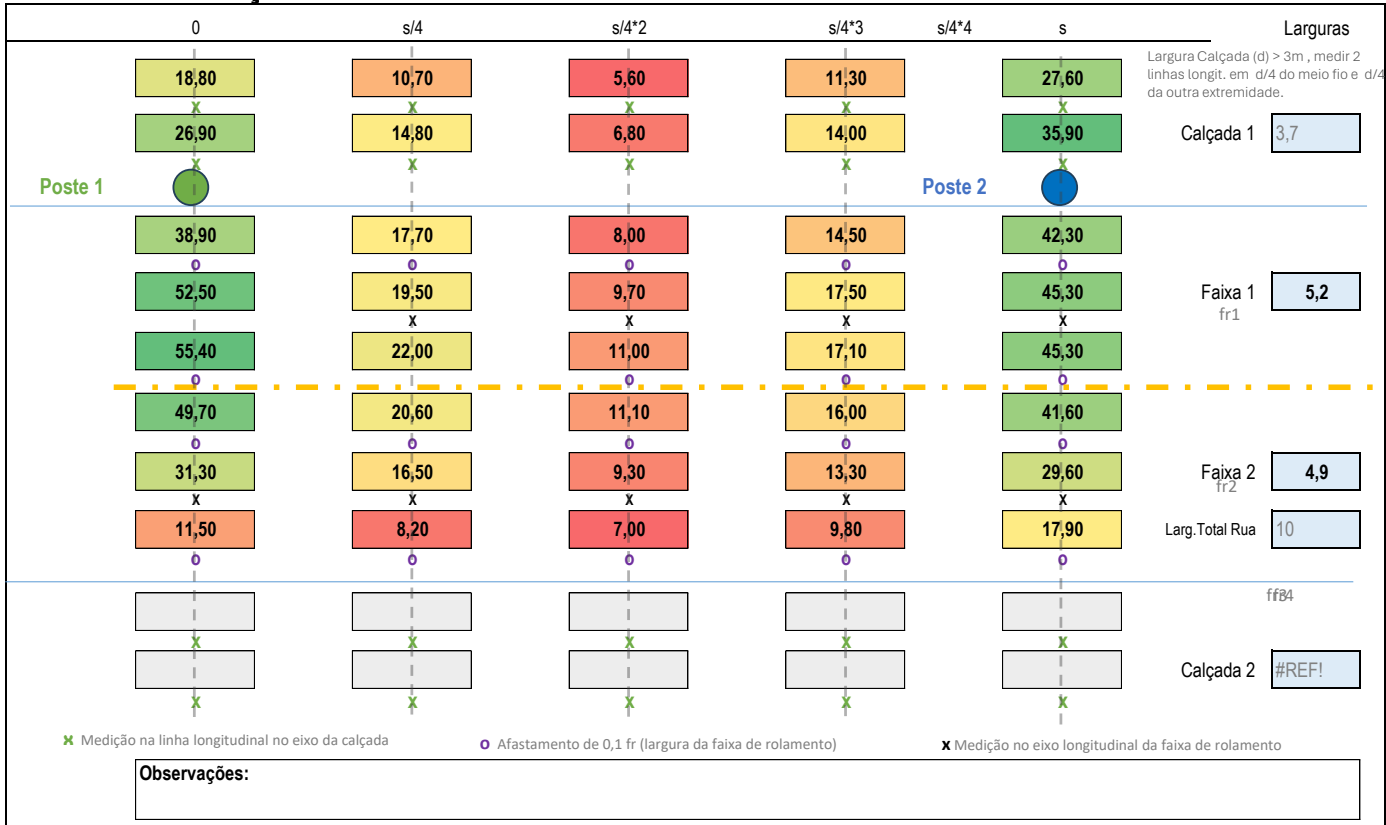 0 s/4 s/4*2 s/4*3 s/4*4 s Larguras
Largura Calçada (d) > 3m , medir 2
linhas longit. em d/4 do meio fio e d/4
da outra extremidade.
18,80 10,70 5,60 11,30 27,60
x x x x x
26,90 14,80 6,80 14,00 35,90 Calçada 1 3,7
x x x x x
Poste 1 Poste 2
38,90 17,70 8,00 14,50 42,30
o o o o o
52,50 19,50 9,70 17,50 45,30 Faixa 1 5,2
fr1
x x x x
55,40 22,00 11,00 17,10 45,30
o o o o
49,70 20,60 11,10 16,00 41,60
o o o o o
31,30 16,50 9,30 13,30 29,60 Faixa 2 4,9
fr2
x x x x x
11,50 8,20 7,00 9,80 17,90 Larg.Total Rua 10
o o o o o
x x x x x
Calçada 2 #REF!
x x x x x
x Medição na linha longitudinal no eixo da calçada o Afastamento de 0,1 fr (largura da faixa de rolamento) x Medição no eixo longitudinal da faixa de rolamento
Observações: